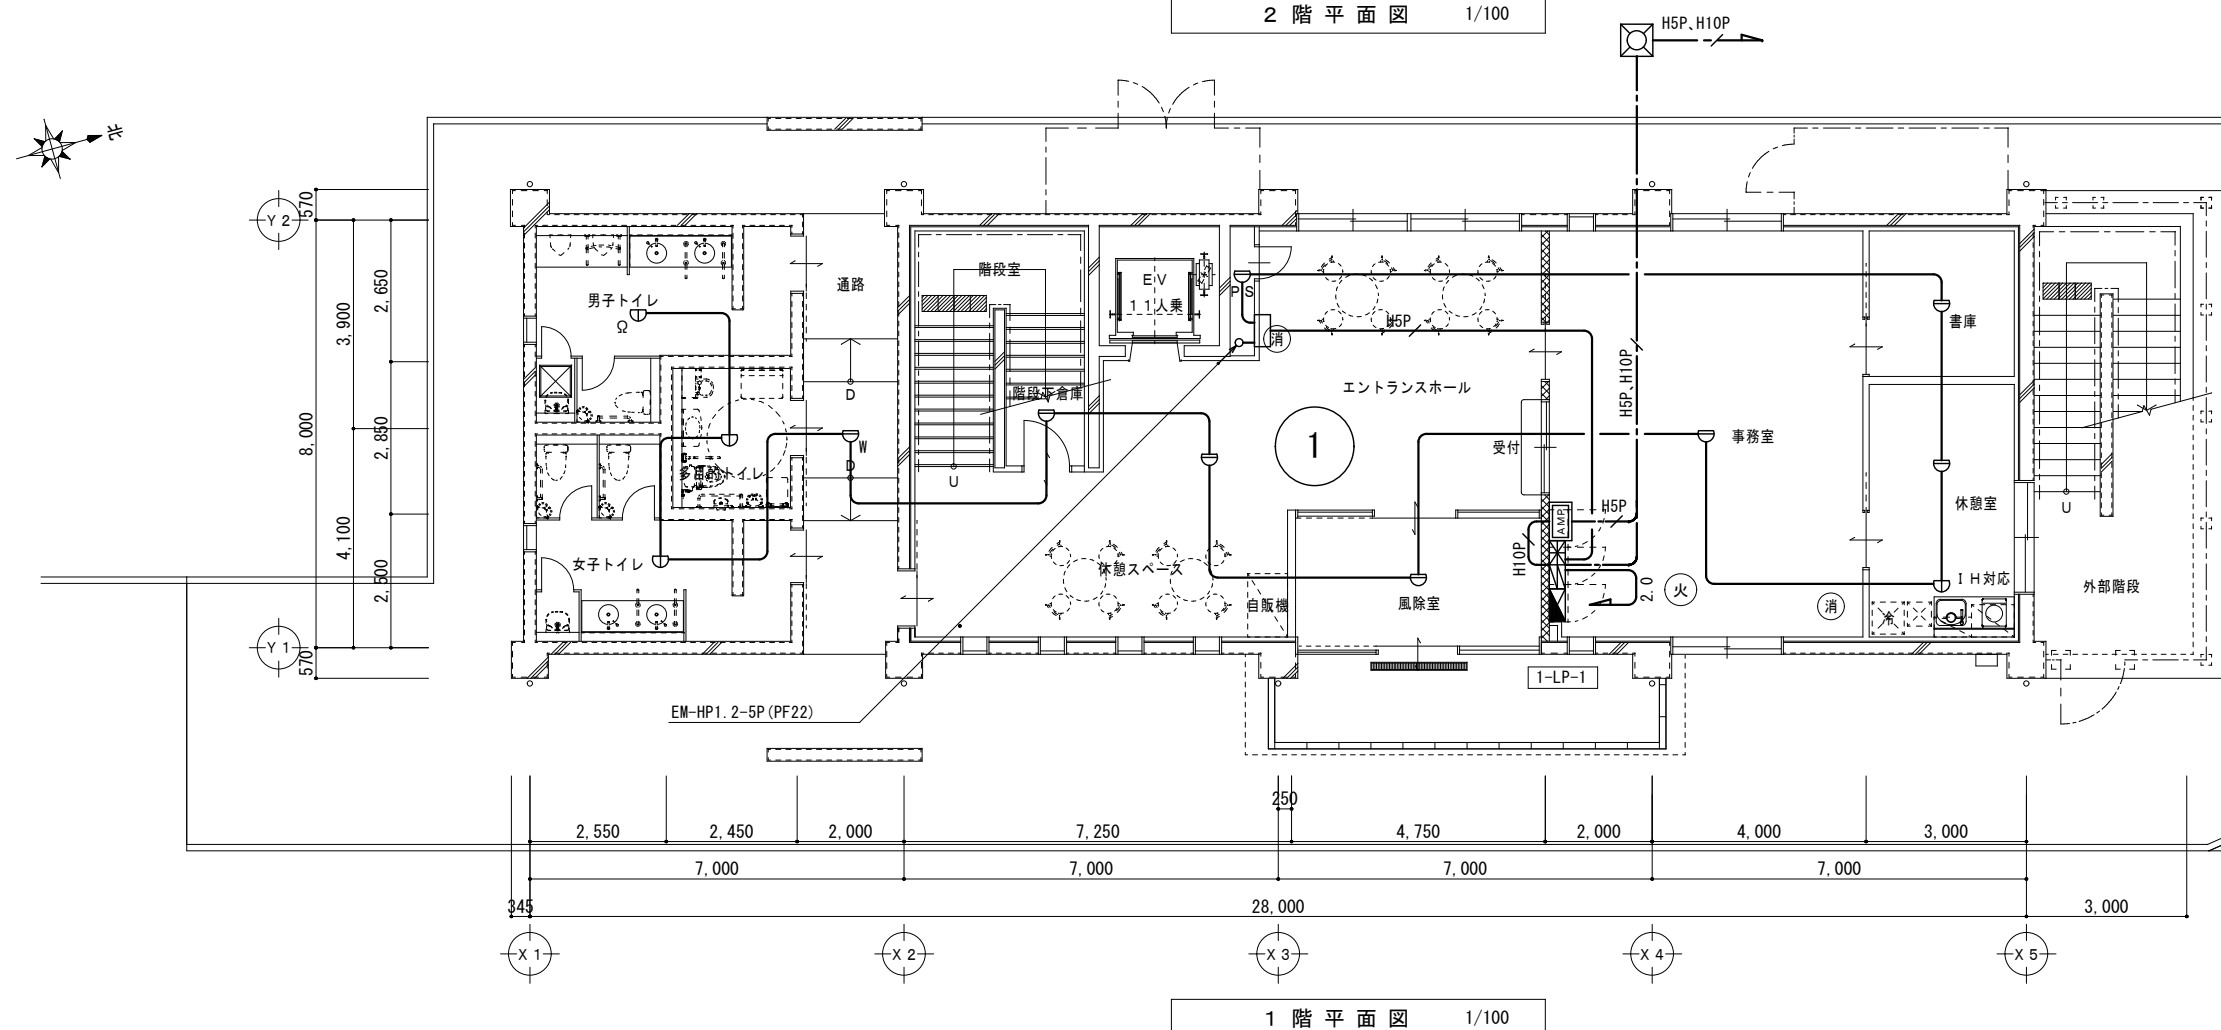 2 階 平 面 図 1/100
H5P、H10P
北
Y 2
570
2,650
3,900
8,000
2,850
4,100
2,500
Y 1
570
男子トイレ
Ω
通路
階段室
EV
11人乗
PS
消
H5P
書庫
D
階段下倉庫
エントランスホール
H5P、H10P
1
受付
事務室
多目的トイレ
W
D
U
AMP
H5P
休憩室
U
女子トイレ
休憩スペース
H10P
自販機
風除室
2.0
火
消
IH対応
冷
外部階段
1-LP-1
EM-HP1.2-5P(PF22)
250
2,550
2,450
2,000
7,250
4,750
2,000
4,000
3,000
7,000
7,000
7,000
7,000
345
28,000
3,000
X 1
X 2
X 3
X 4
X 5
1 階 平 面 図 1/100